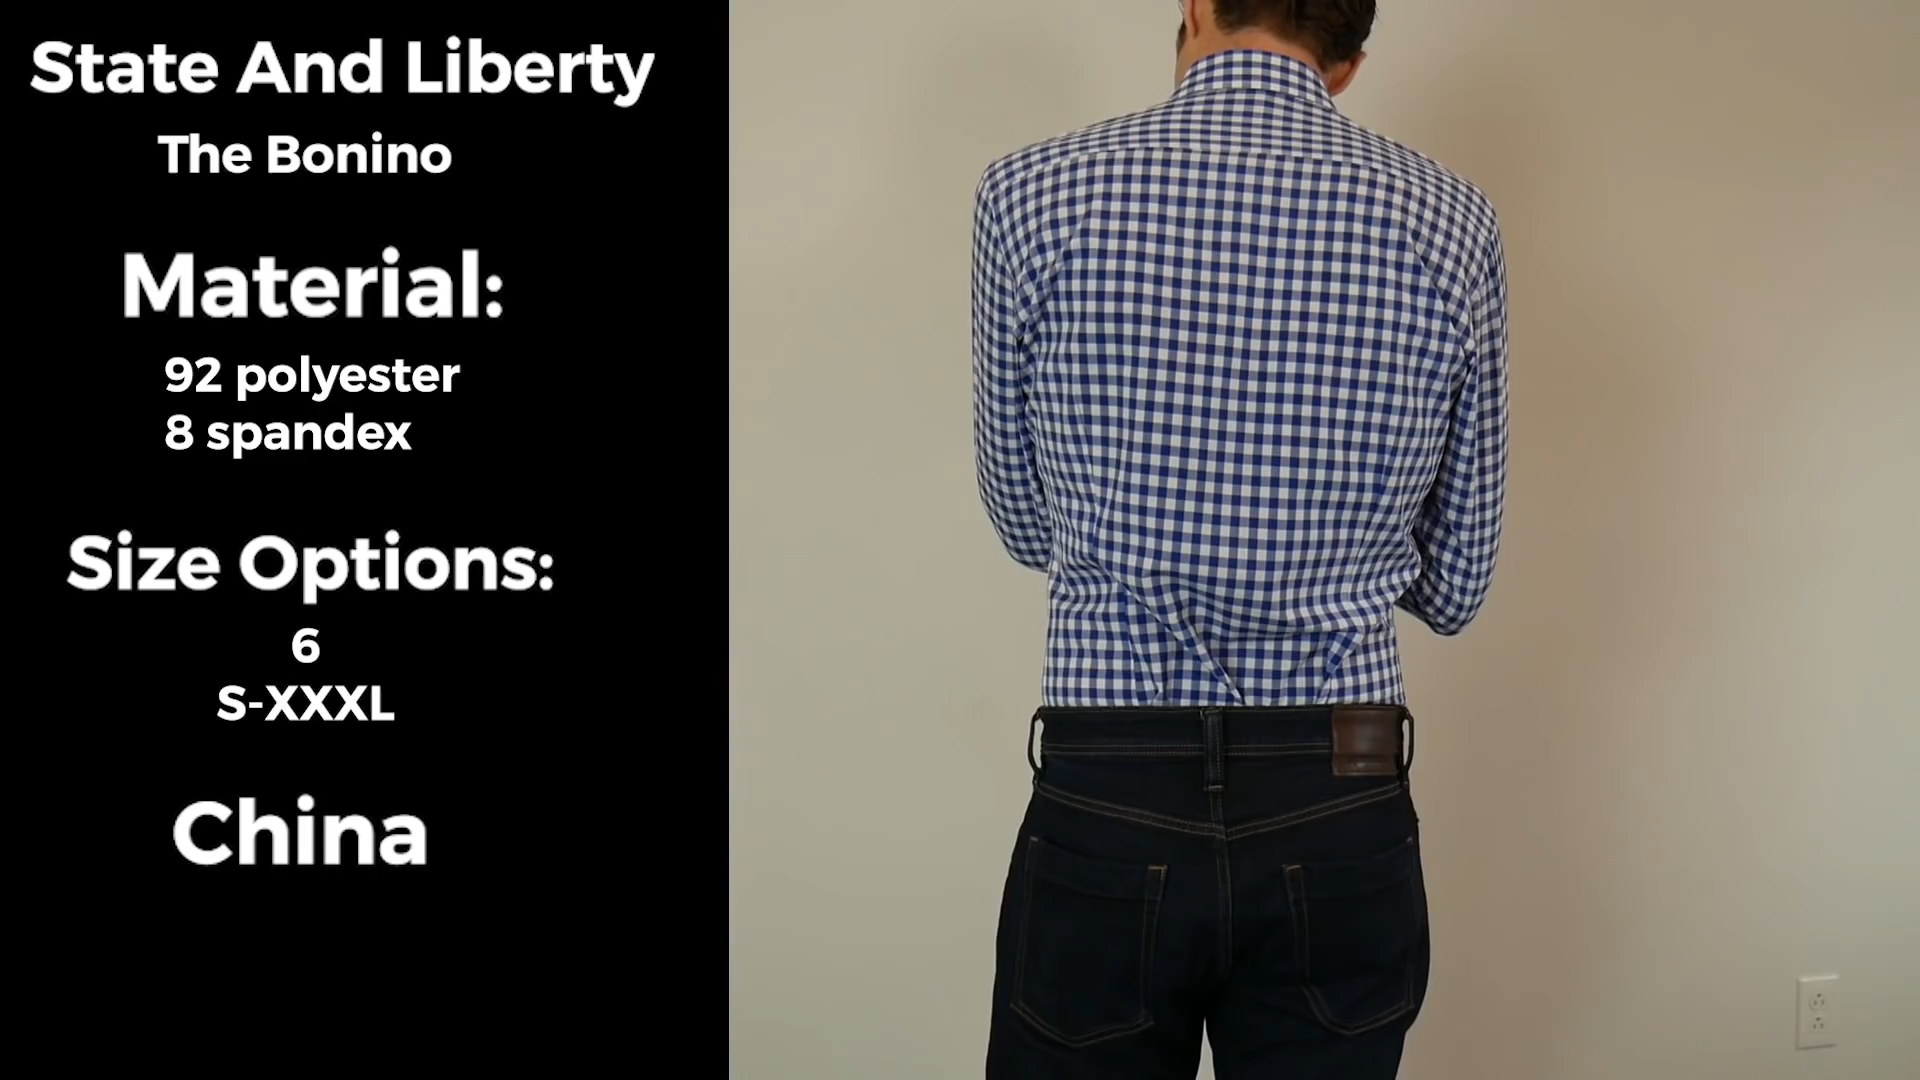 State And Liberty
The Bonino
Material:
92 polyester
8 spandex
Size Options:
6
S-XXXL
China